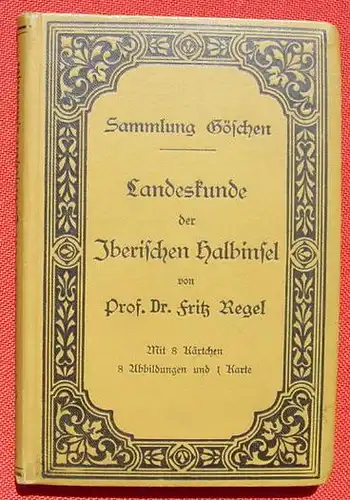 Sammlung Göschen
Landeskunde
der
Iberischen Halbinsel
von
Prof. Dr. Fritz Regel
Mit 8 Kärtchen
8 Abbildungen und 1 Karte